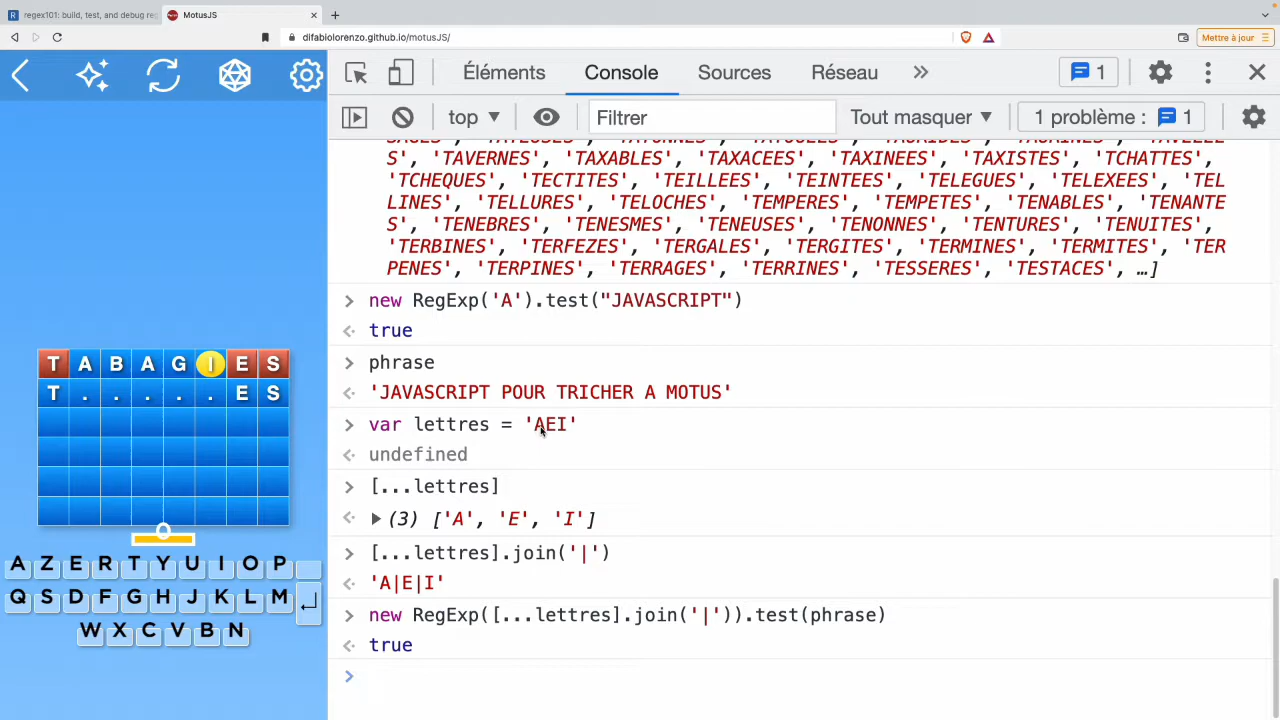 regex101: build, test, and debug re
MotusJS
difabiolorenzo.github.io/motusJS/
Mettre à jour
Éléments
Console
Sources
Réseau
1
top
Filtrer
Tout masquer
1 problème :
1
S', 'TAVERNES', 'TAXABLES', 'TAXACEES', 'TAXINEES', 'TAXISTES', 'TCHATTES',
'TCHEQUES', 'TECTITES', 'TEILLEES', 'TEINTEES', 'TELEGUES', 'TELEXEES', 'TEL
LINES', 'TELLURES', 'TELOCHES', 'TEMPERES', 'TEMPETES', 'TENABLES', 'TENANTE
S', 'TENEBRES', 'TENESMES', 'TENEUSES', 'TENONNES', 'TENTURES', 'TENUITES',
'TERBINES', 'TERFEZES', 'TERGALES', 'TERGITES', 'TERMINES', 'TERMITES', 'TER
PENES', 'TERPINES', 'TERRAGES', 'TERRINES', 'TESSERES', 'TESTACES', …]
new RegExp('A').test("JAVASCRIPT")
true
phrase
'JAVASCRIPT POUR TRICHER A MOTUS'
var lettres = 'AEI'
undefined
[...lettres]
(3) ['A', 'E', 'I']
[...lettres].join('|')
'A|E|I'
new RegExp([...lettres].join('|')).test(phrase)
true
T A B A G I E S
T . . . . . E S
A Z E R T Y U I O P
Q S D F G H J K L M
W X C V B N